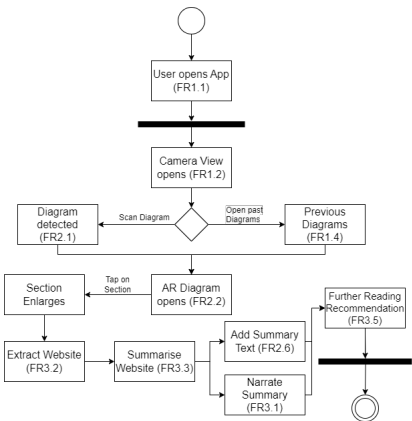 User opens App
(FR1.1)
Camera View
opens (FR1.2)
Diagram
detected
(FR2.1)
Scan Diagram
Open past
Diagrams
Previous
Diagrams
(FR1.4)
Section
Enlarges
Tap on
Section
AR Diagram
opens (FR2.2)
Further Reading
Recommendation
(FR3.5)
Extract Website
(FR3.2)
Summarise
Website (FR3.3)
Add Summary
Text (FR2.6)
Narrate
Summary
(FR3.1)